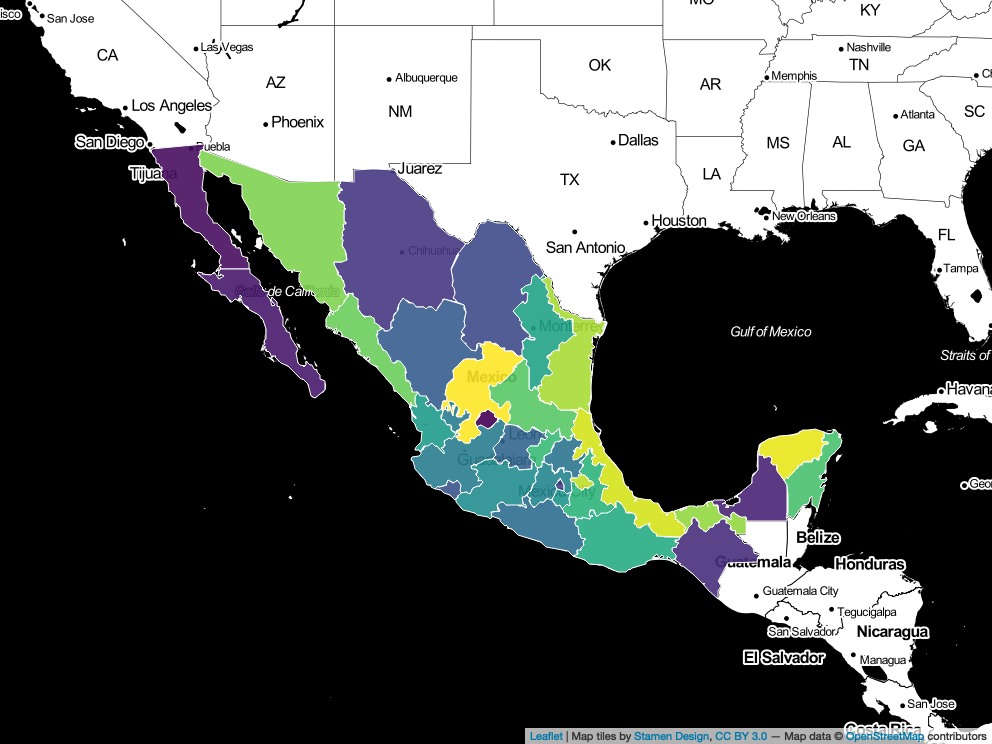 MO
KY
isco
San Jose
Las Vegas
Nashville
CA
OK
TN
AZ
Albuquerque
AR
Memphis
Los Angeles
NM
Phoenix
Atlanta
SC
San Diego
Puebla
Dallas
MS
AL
GA
Tijuana
Juarez
TX
LA
Houston
New Orleans
FL
San Antonio
Chihuahua
Tampa
Golfo de California
Monterrey
Gulf of Mexico
Straits of
Mexico
Havana
Leon
Guadalajara
Mexico City
Geor
Belize
Guatemala
Honduras
Guatemala City
Tegucigalpa
San Salvador
Nicaragua
El Salvador
Managua
San Jose
Costa Rica
Leaflet | Map tiles by Stamen Design, CC BY 3.0 — Map data © OpenStreetMap contributors